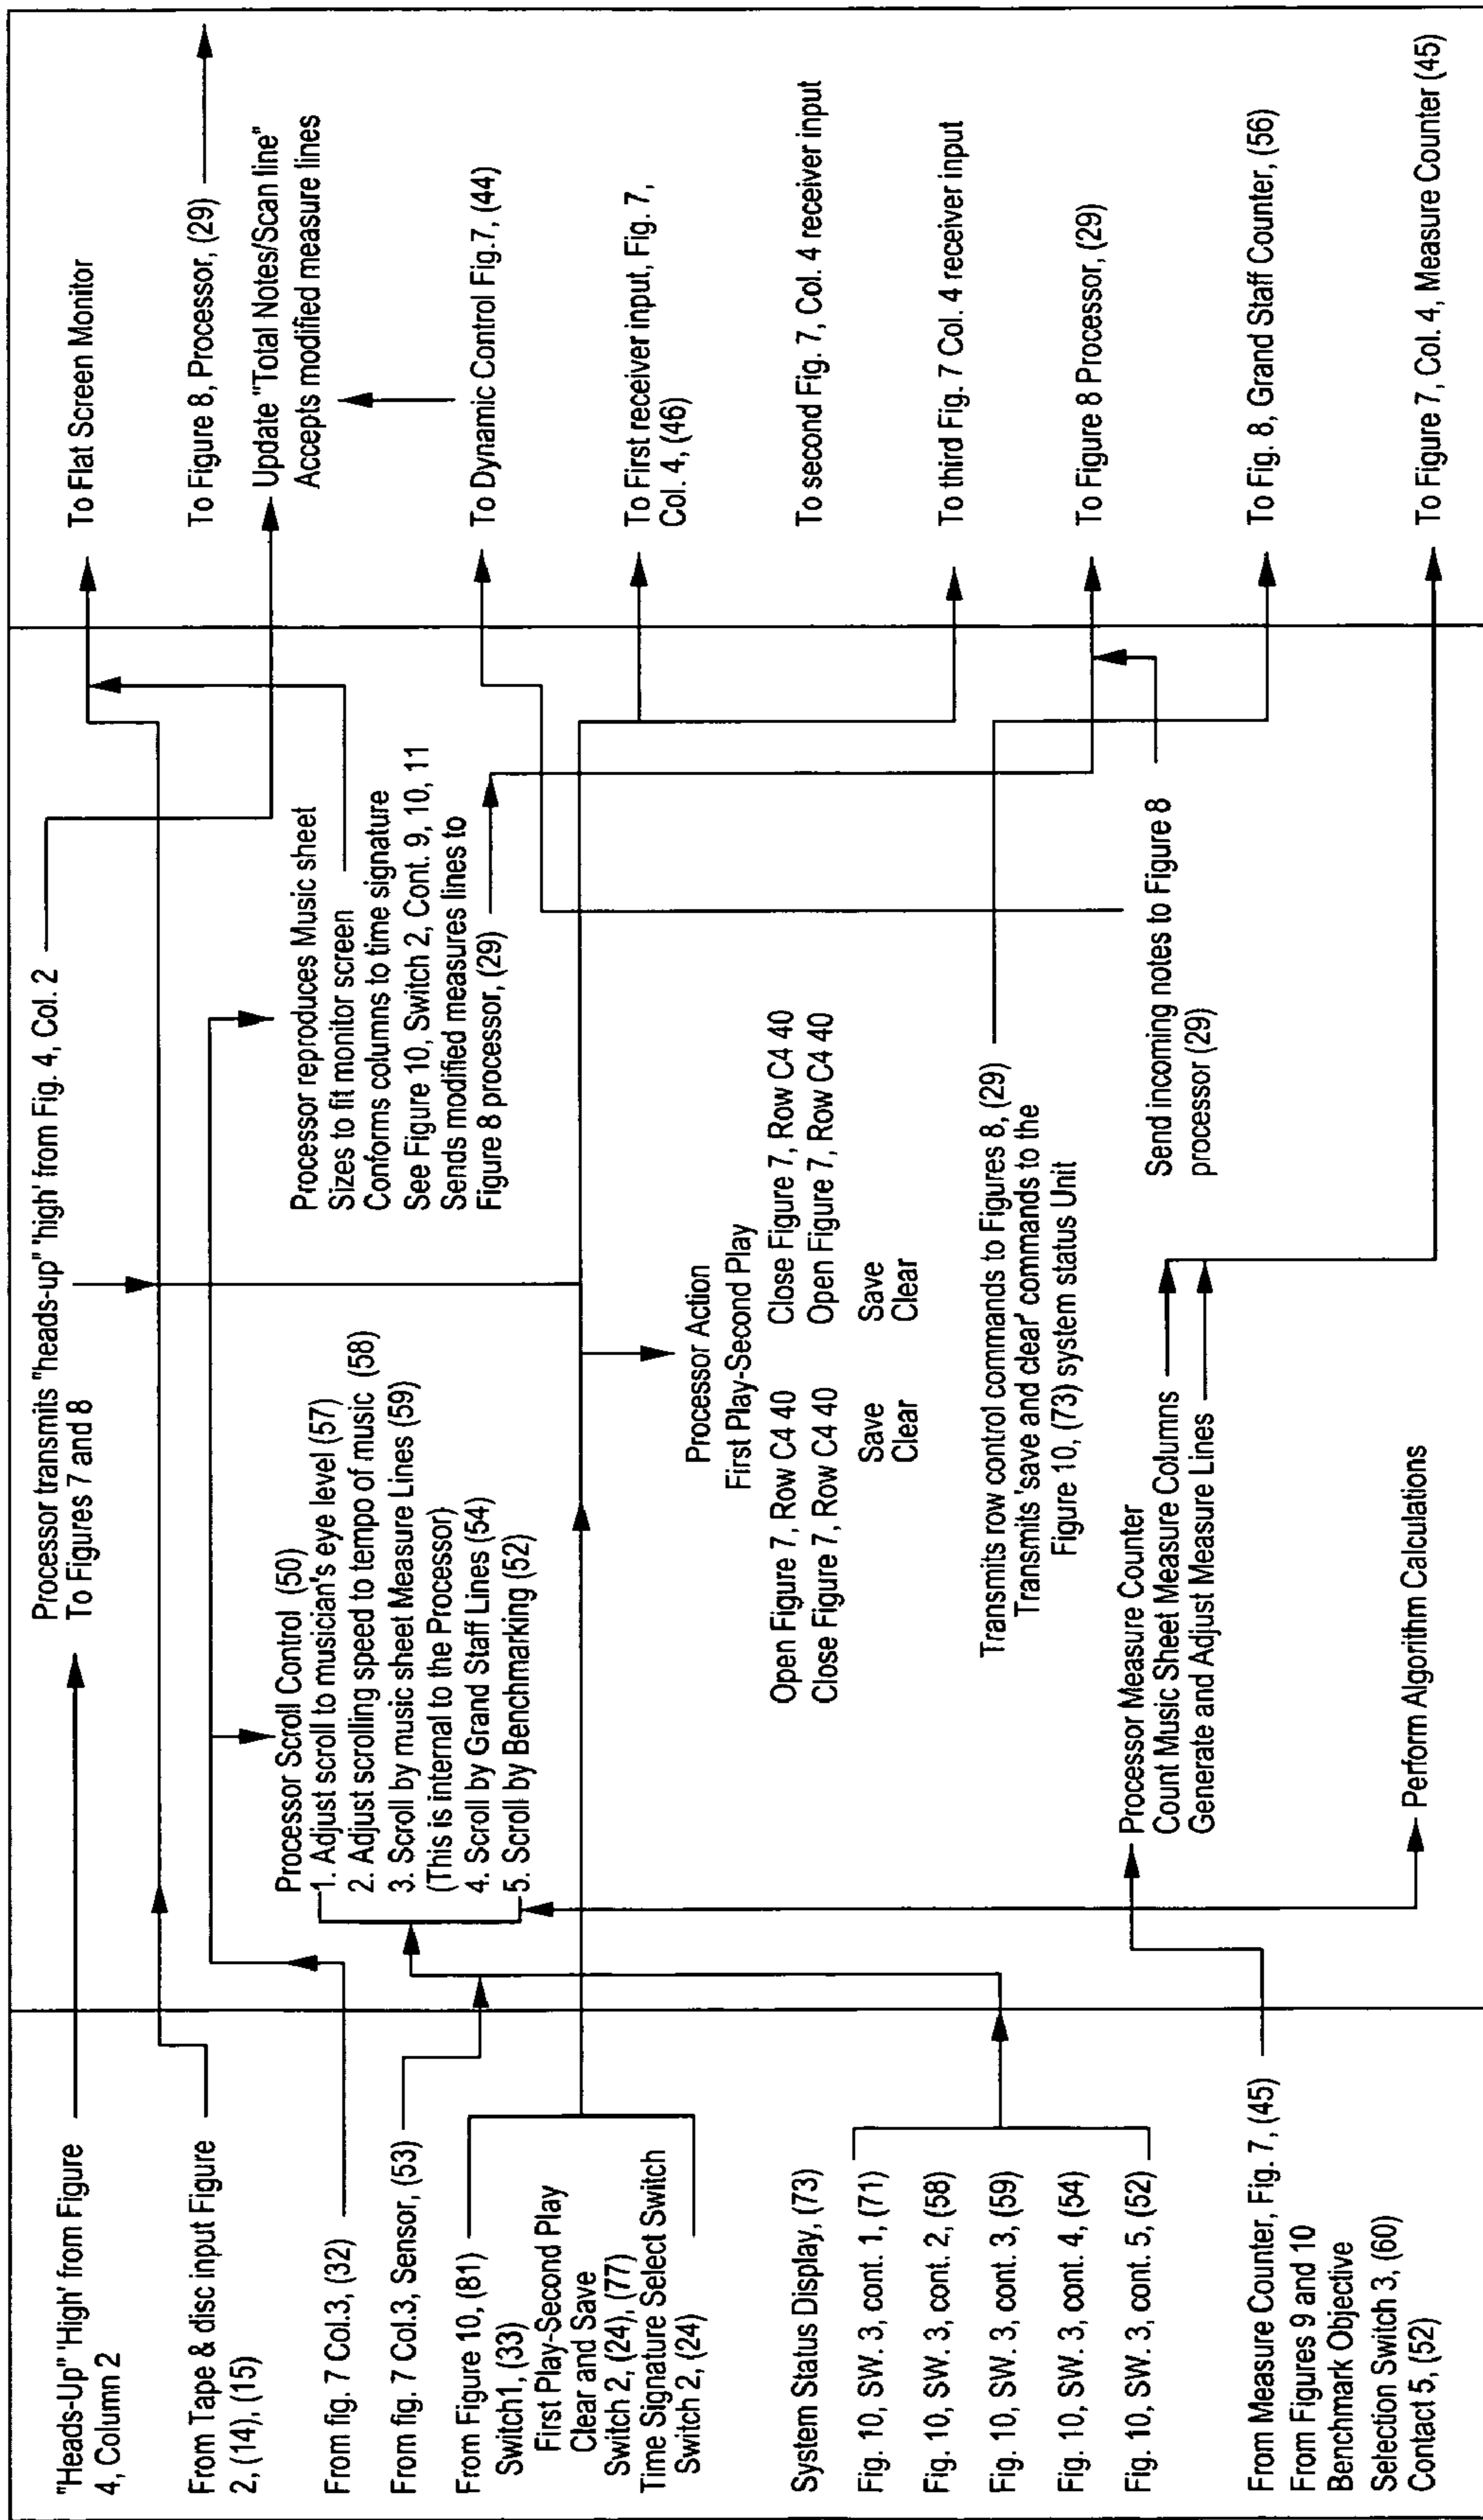 "Heads-Up" 'High' from Figure
4, Column 2
From Tape & disc input Figure
2, (14), (15)
From fig. 7 Col.3, (32)
From fig. 7 Col.3, Sensor, (53)
From Figure 10, (81)
Switch1, (33)
First Play-Second Play
Clear and Save
Switch 2, (24), (77)
Time Signature Select Switch
Switch 2, (24)
System Status Display, (73)
Fig. 10, SW. 3, cont. 1, (71)
Fig. 10, SW. 3, cont. 2, (58)
Fig. 10, SW. 3, cont. 3, (59)
Fig. 10, SW. 3, cont. 4, (54)
Fig. 10, SW. 3, cont. 5, (52)
From Measure Counter, Fig. 7, (45)
From Figures 9 and 10
Benchmark Objective
Selection Switch 3, (60)
Contact 5, (52)
Processor transmits "heads-up" 'high' from Fig. 4, Col. 2
To Figures 7 and 8
Processor Scroll Control (50)
1. Adjust scroll to musician's eye level (57)
2. Adjust scrolling speed to tempo of music (58)
3. Scroll by music sheet Measure Lines (59)
(This is internal to the Processor)
4. Scroll by Grand Staff Lines (54)
5. Scroll by Benchmarking (52)
Processor reproduces Music sheet
Sizes to fit monitor screen
Conforms columns to time signature
See Figure 10, Switch 2, Cont. 9, 10, 11
Sends modified measures lines to
Figure 8 processor, (29)
Processor Action
First Play-Second Play
Open Figure 7, Row C4 40 Close Figure 7, Row C4 40
Close Figure 7, Row C4 40 Open Figure 7, Row C4 40
Save Save
Clear Clear
Transmits row control commands to Figures 8, (29)
Transmits 'save and clear' commands to the
Figure 10, (73) system status Unit
Processor Measure Counter
Count Music Sheet Measure Columns
Generate and Adjust Measure Lines
Send incoming notes to Figure 8
processor (29)
Perform Algorithm Calculations
To Flat Screen Monitor
To Figure 8, Processor, (29)
Update "Total Notes/Scan line"
Accepts modified measure lines
To Dynamic Control Fig.7, (44)
To First receiver input, Fig. 7,
Col. 4, (46)
To second Fig. 7, Col. 4 receiver input
To third Fig. 7 Col. 4 receiver input
To Figure 8 Processor, (29)
To Fig. 8, Grand Staff Counter, (56)
To Figure 7, Col. 4, Measure Counter (45)